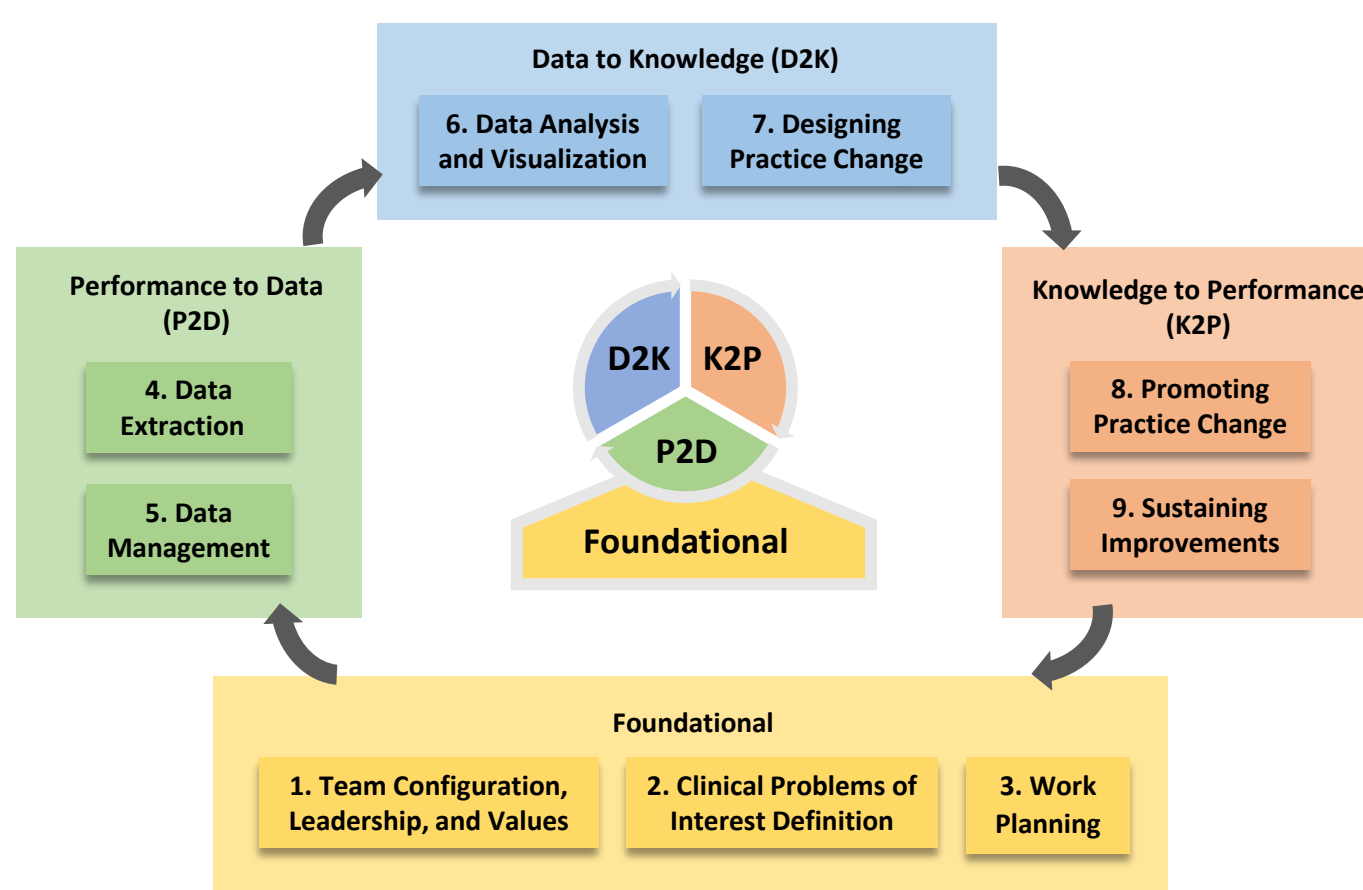 Data to Knowledge (D2K)
6. Data Analysis
and Visualization
7. Designing
Practice Change
Performance to Data
(P2D)
4. Data
Extraction
5. Data
Management
D2K
K2P
P2D
Foundational
Knowledge to Performance
(K2P)
8. Promoting
Practice Change
9. Sustaining
Improvements
Foundational
1. Team Configuration,
Leadership, and Values
2. Clinical Problems of
Interest Definition
3. Work
Planning